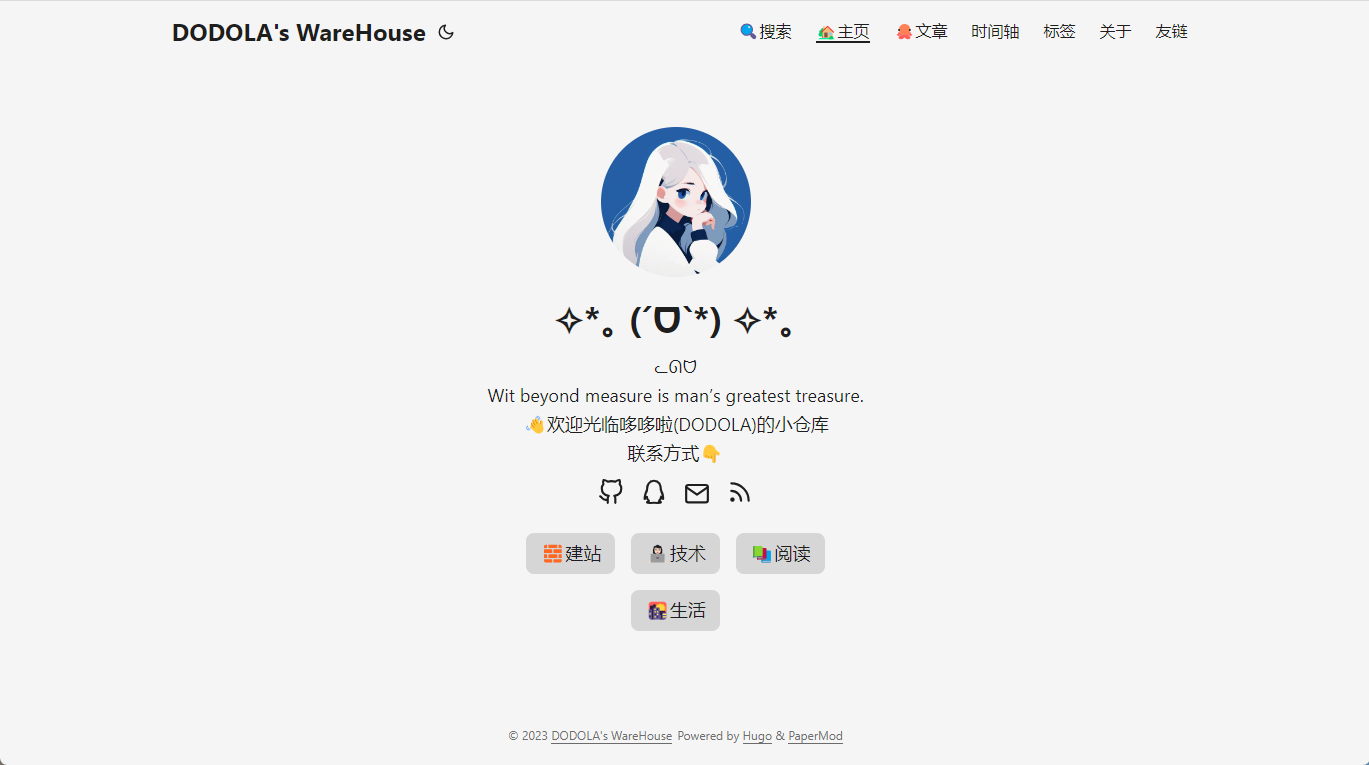 DODOLA's WareHouse
🔍搜索 🏠主页 🐙文章 时间轴 标签 关于 友链
✧*。(ˊᗜˋ*) ✧*。
ᓚᘏᗢ
Wit beyond measure is man’s greatest treasure.
👋欢迎光临哆哆啦(DODOLA)的小仓库
联系方式👇
🧱建站 👩🏻‍💻技术 📚阅读
🌇生活
© 2023 DODOLA's WareHouse Powered by Hugo & PaperMod